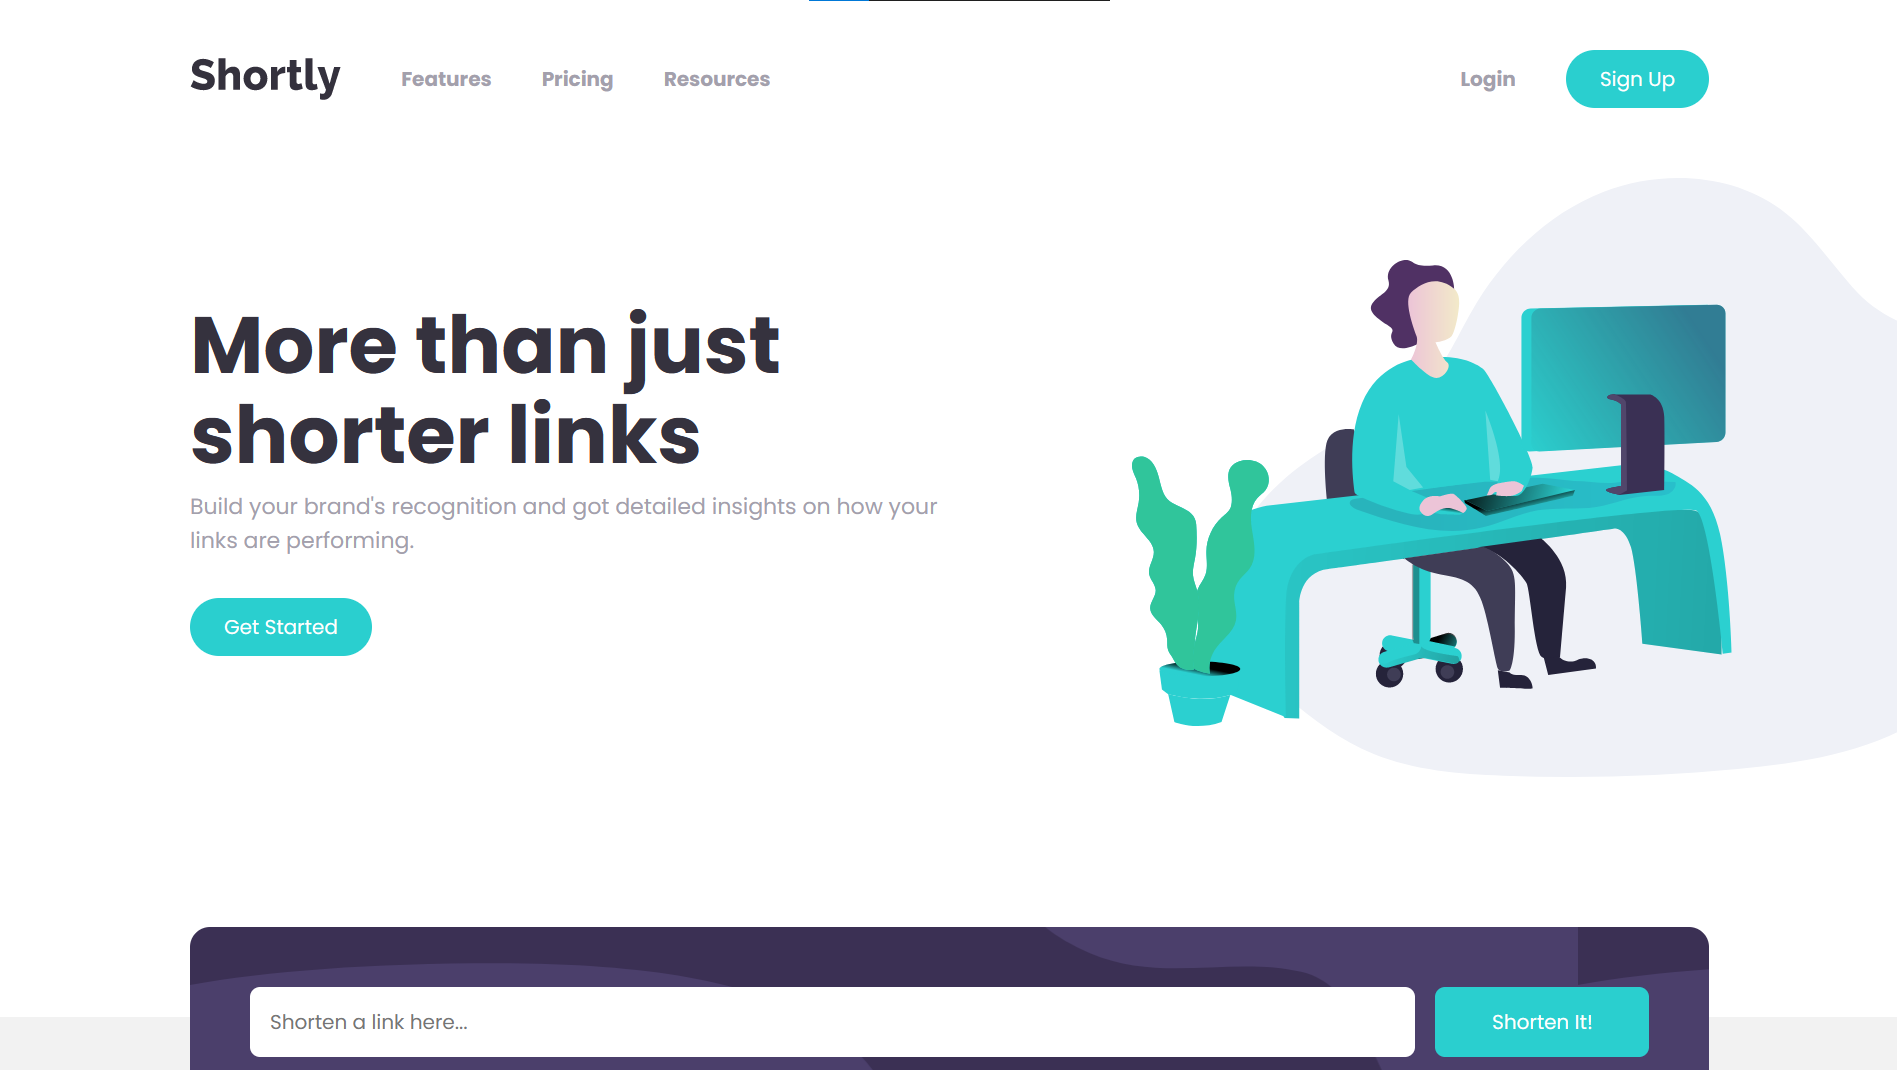 Shortly
Features
Pricing
Resources
Login
Sign Up
More than just
shorter links
Build your brand's recognition and got detailed insights on how your
links are performing.
Get Started
Shorten a link here...
Shorten It!